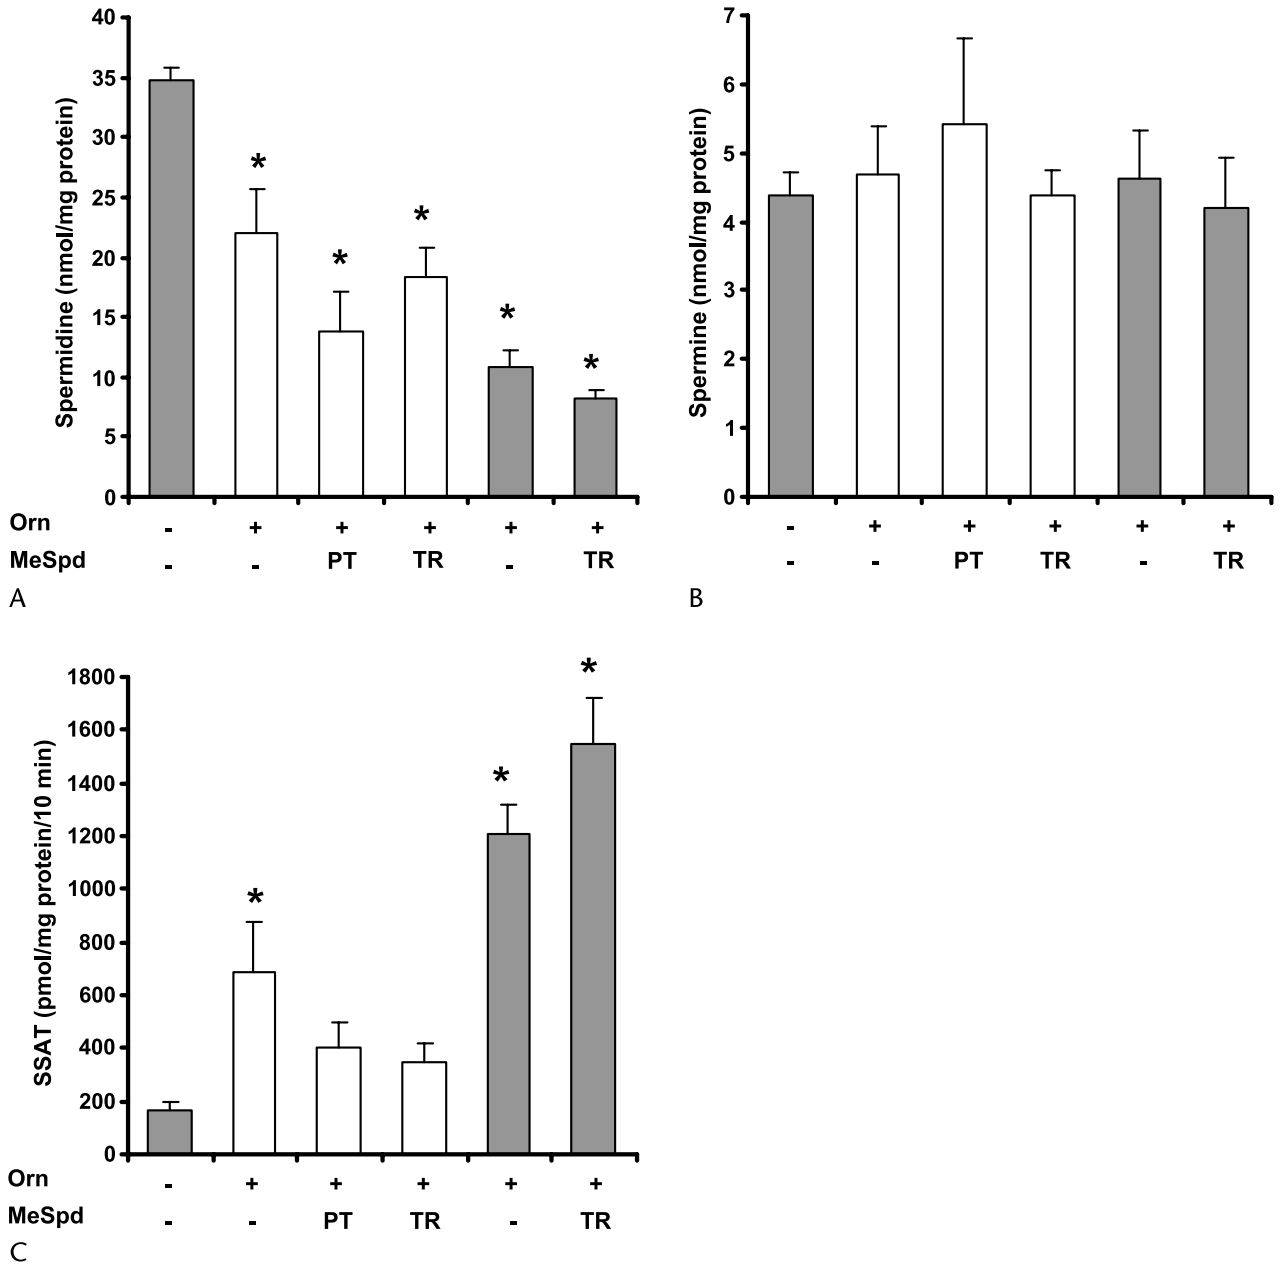 40
35
30
25
20
15
10
5
0
Spermidine (nmol/mg protein)
* * * * *
Orn - + + + + +
MeSpd - - PT TR - TR
A
7
6
5
4
3
2
1
0
Spermine (nmol/mg protein)
- + + + + +
- - PT TR - TR
B
1800
1600
1400
1200
1000
800
600
400
200
0
SSAT (pmol/mg protein/10 min)
* * *
Orn - + + + + +
MeSpd - - PT TR - TR
C